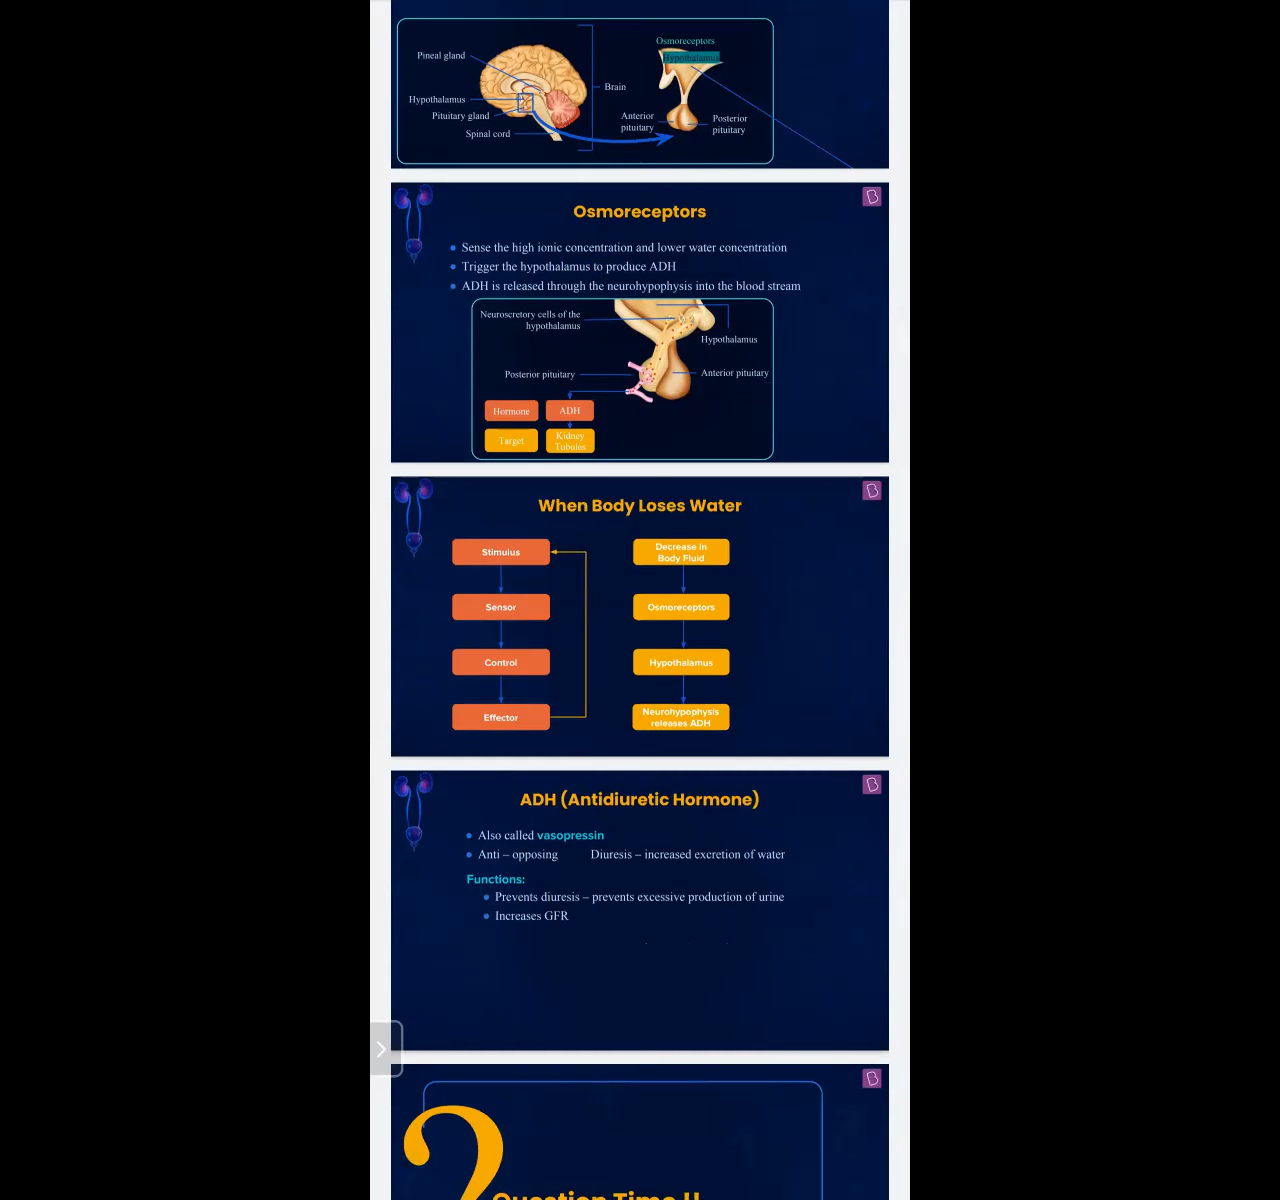 Osmoreceptors
Hypothalamus
Pineal gland
Hypothalamus
Pituitary gland
Spinal cord
Brain
Anterior
pituitary
Posterior
pituitary
Osmoreceptors
Sense the high ionic concentration and lower water concentration
Trigger the hypothalamus to produce ADH
ADH is released through the neurohypophysis into the blood stream
Neuroscretory cells of the
hypothalamus
Hypothalamus
Posterior pituitary
Anterior pituitary
Hormone
ADH
Target
Kidney
Tubules
When Body Loses Water
Stimulus
Sensor
Control
Effector
Decrease in
Body Fluid
Osmoreceptors
Hypothalamus
Neurohypophysis
releases ADH
ADH (Antidiuretic Hormone)
Also called vasopressin
Anti – opposing Diuresis – increased excretion of water
Functions:
Prevents diuresis – prevents excessive production of urine
Increases GFR
Question Time !!